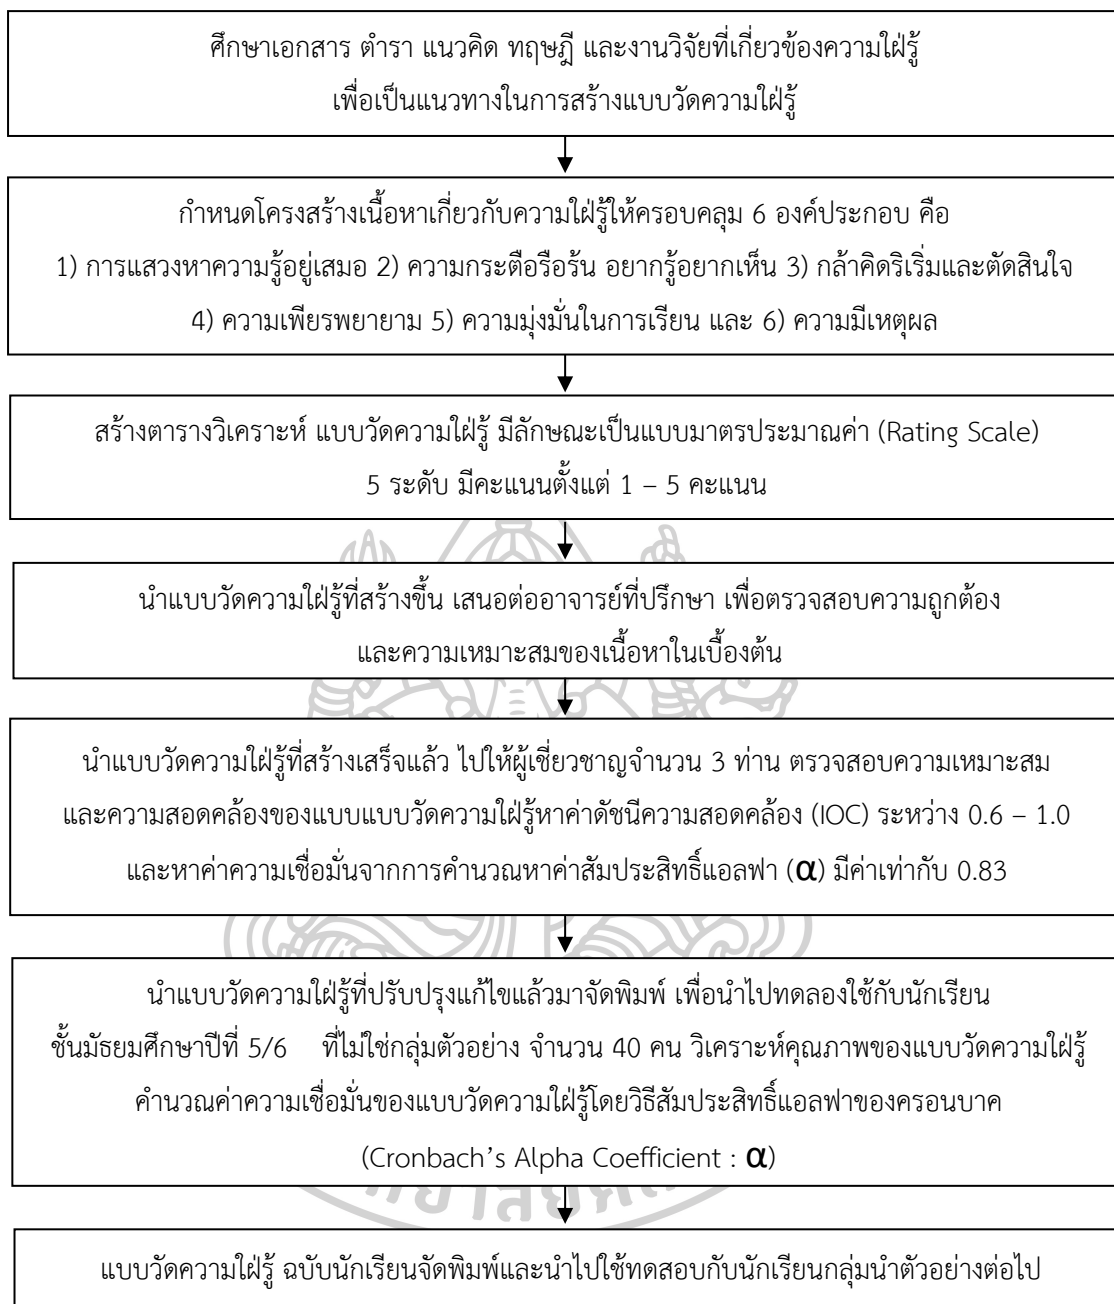 ศึกษาเอกสาร ตำรา แนวคิด ทฤษฎี และงานวิจัยที่เกี่ยวข้องความใฝ่รู้
เพื่อเป็นแนวทางในการสร้างแบบวัดความใฝ่รู้
กำหนดโครงสร้างเนื้อหาเกี่ยวกับความใฝ่รู้ให้ครอบคลุม 6 องค์ประกอบ คือ
1) การแสวงหาความรู้อยู่เสมอ 2) ความกระตือรือร้น อยากรู้อยากเห็น 3) กล้าคิดริเริ่มและตัดสินใจ
4) ความเพียรพยายาม 5) ความมุ่งมั่นในการเรียน และ 6) ความมีเหตุผล
สร้างตารางวิเคราะห์ แบบวัดความใฝ่รู้ มีลักษณะเป็นแบบมาตรประมาณค่า (Rating Scale)
5 ระดับ มีคะแนนตั้งแต่ 1 – 5 คะแนน
นำแบบวัดความใฝ่รู้ที่สร้างขึ้น เสนอต่ออาจารย์ที่ปรึกษา เพื่อตรวจสอบความถูกต้อง
และความเหมาะสมของเนื้อหาในเบื้องต้น
นำแบบวัดความใฝ่รู้ที่สร้างเสร็จแล้ว ไปให้ผู้เชี่ยวชาญจำนวน 3 ท่าน ตรวจสอบความเหมาะสม
และความสอดคล้องของแบบแบบวัดความใฝ่รู้หาค่าดัชนีความสอดคล้อง (IOC) ระหว่าง 0.6 – 1.0
และหาค่าความเชื่อมั่นจากการคำนวณหาค่าสัมประสิทธิ์แอลฟา (α) มีค่าเท่ากับ 0.83
นำแบบวัดความใฝ่รู้ที่ปรับปรุงแก้ไขแล้วมาจัดพิมพ์ เพื่อนำไปทดลองใช้กับนักเรียน
ชั้นมัธยมศึกษาปีที่ 5/6 ที่ไม่ใช่กลุ่มตัวอย่าง จำนวน 40 คน วิเคราะห์คุณภาพของแบบวัดความใฝ่รู้
คำนวณค่าความเชื่อมั่นของแบบวัดความใฝ่รู้โดยวิธีสัมประสิทธิ์แอลฟาของครอนบาค
(Cronbach's Alpha Coefficient : α)
แบบวัดความใฝ่รู้ ฉบับนักเรียนจัดพิมพ์และนำไปใช้ทดสอบกับนักเรียนกลุ่มนำตัวอย่างต่อไป